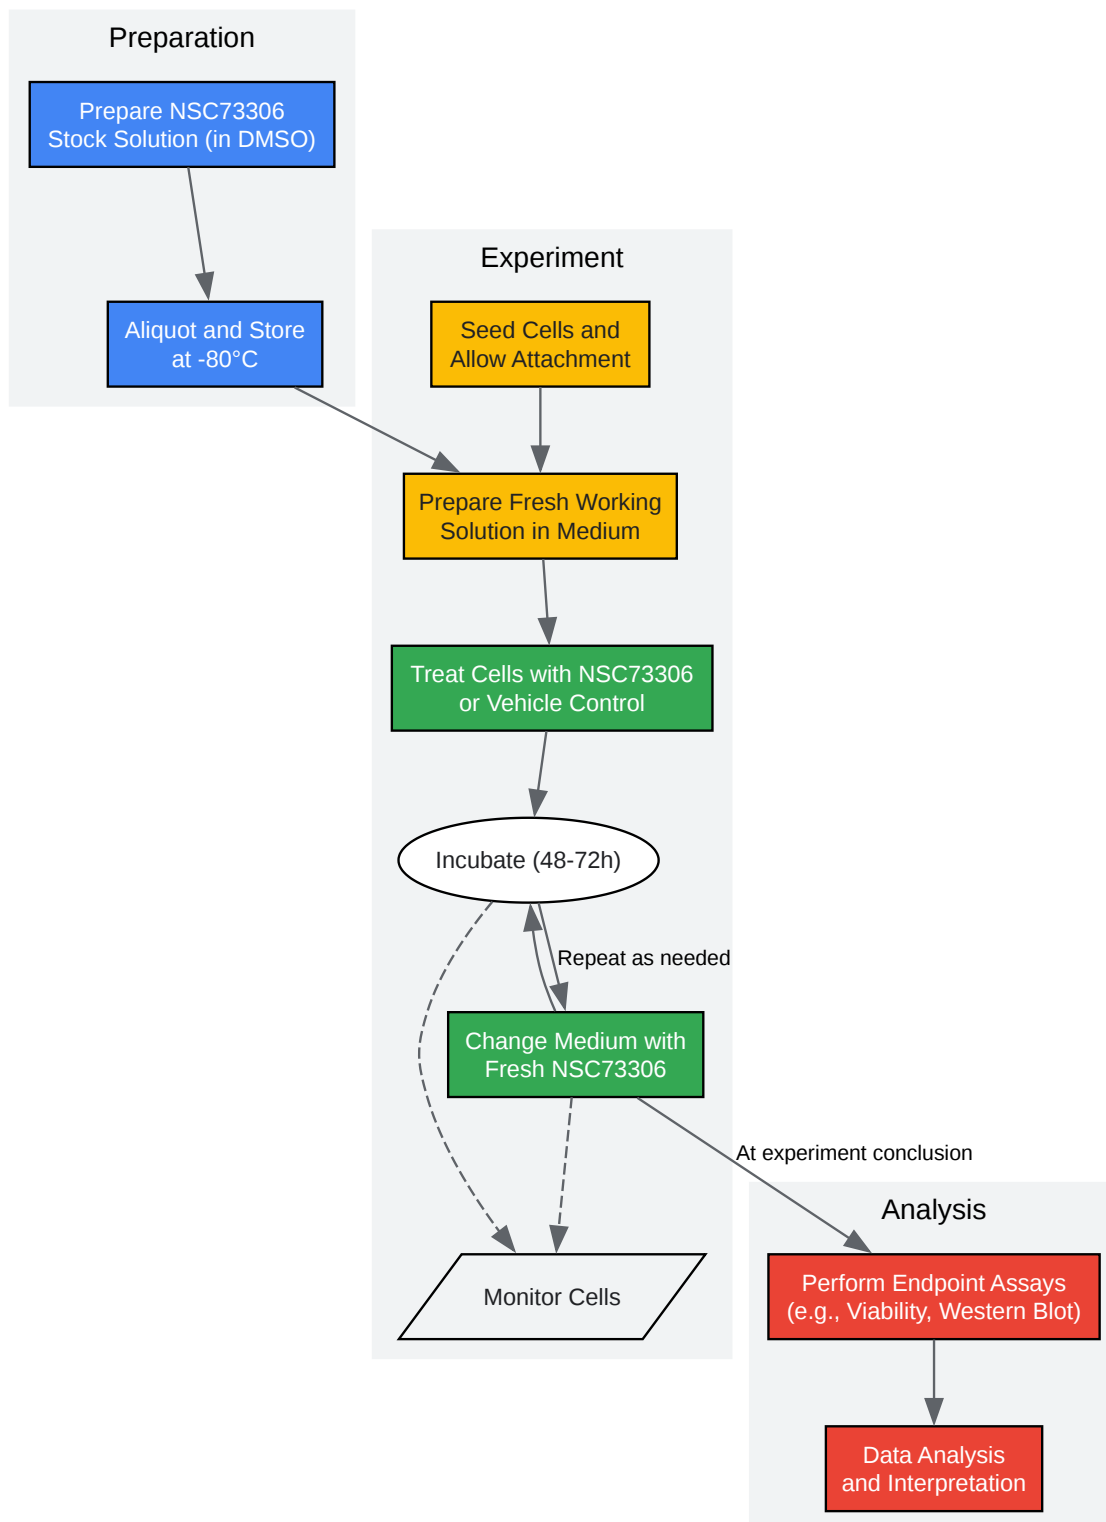 Preparation
Prepare NSC73306
Stock Solution (in DMSO)
Aliquot and Store
at -80°C
Experiment
Seed Cells and
Allow Attachment
Prepare Fresh Working
Solution in Medium
Treat Cells with NSC73306
or Vehicle Control
Incubate (48-72h)
Repeat as needed
Change Medium with
Fresh NSC73306
At experiment conclusion
Monitor Cells
Analysis
Perform Endpoint Assays
(e.g., Viability, Western Blot)
Data Analysis
and Interpretation